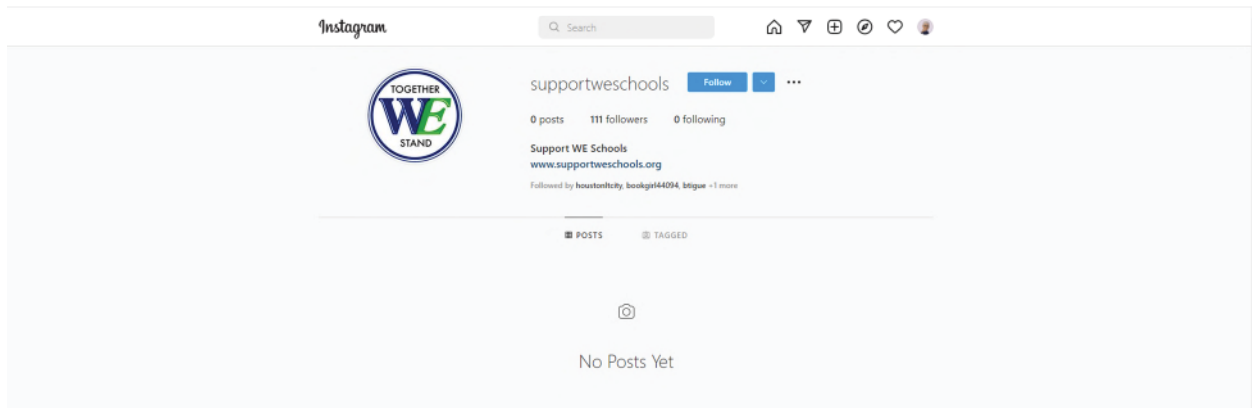 Instagram
Search
TOGETHER
WE
STAND
supportweschools Follow
0 posts 111 followers 0 following
Support WE Schools
www.supportweschools.org
Followed by houstonltcity, bookgirl44094, btigue +1 more
POSTS TAGGED
No Posts Yet